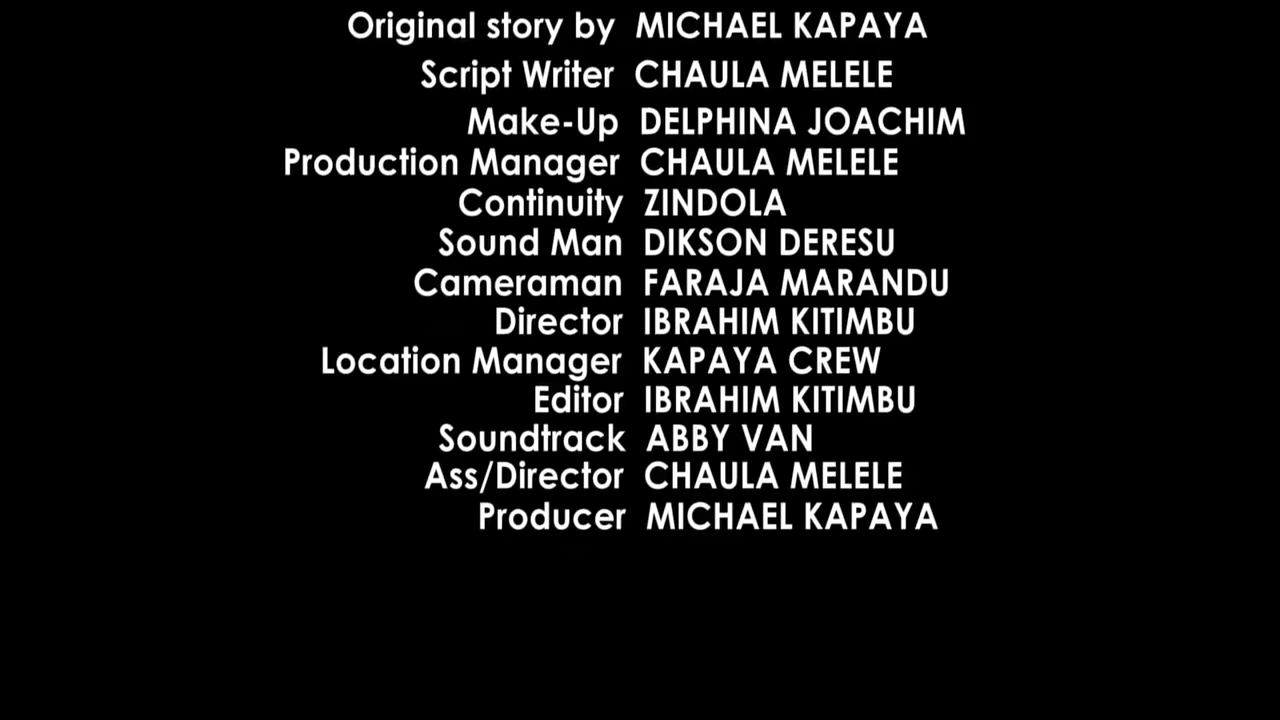 Original story by MICHAEL KAPAYA
Script Writer CHAULA MELELE
Make-Up DELPHINA JOACHIM
Production Manager CHAULA MELELE
Continuity ZINDOLA
Sound Man DIKSON DERESU
Cameraman FARAJA MARANDU
Director IBRAHIM KITIMBU
Location Manager KAPAYA CREW
Editor IBRAHIM KITIMBU
Soundtrack ABBY VAN
Ass/Director CHAULA MELELE
Producer MICHAEL KAPAYA